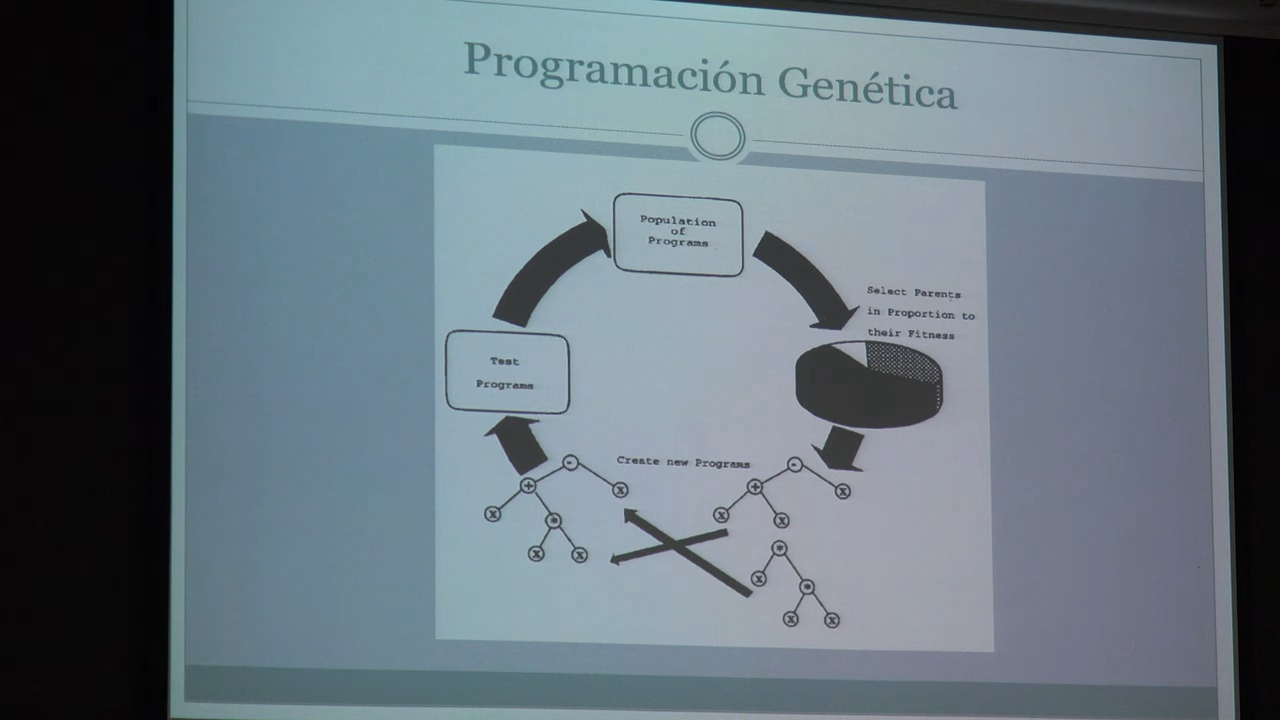 Programación Genética
Population
of
Programs
Select Parents
in Proportion to
their Fitness
Test
Programs
Create new Programs
-
+
x
x
*
x
x
-
+
x
x
x
*
x
*
x
x